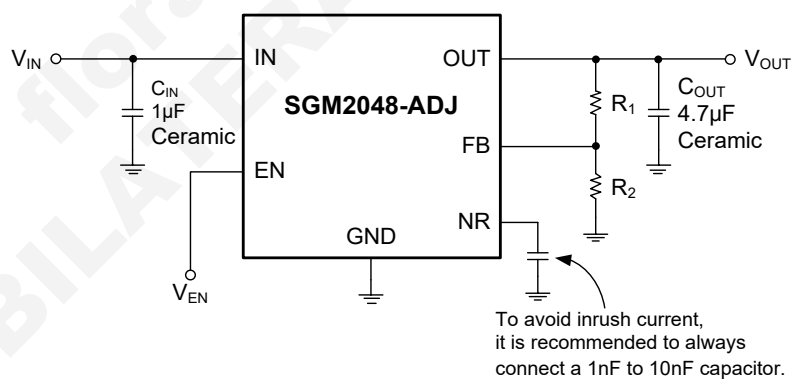 V_IN
IN
OUT
V_OUT
C_IN
1µF
Ceramic
SGM2048-ADJ
R_1
C_OUT
4.7µF
Ceramic
FB
EN
R_2
NR
GND
V_EN
To avoid inrush current,
it is recommended to always
connect a 1nF to 10nF capacitor.